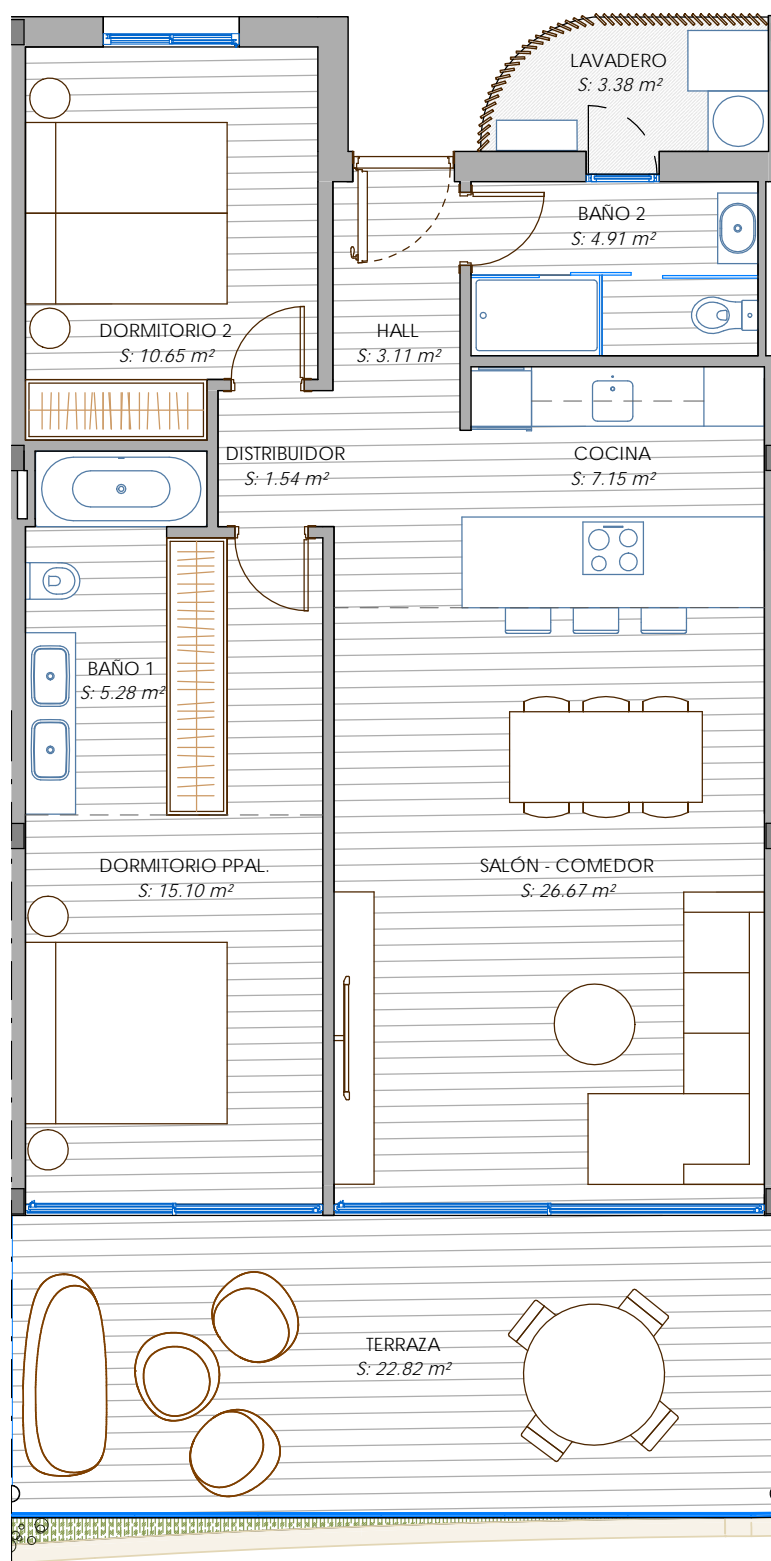 LAVADERO
S: 3.38 m²
BAÑO 2
S: 4.91 m²
DORMITORIO 2
S: 10.65 m²
HALL
S: 3.11 m²
DISTRIBUIDOR
S: 1.54 m²
COCINA
S: 7.15 m²
BAÑO 1
S: 5.28 m²
DORMITORIO PPAL.
S: 15.10 m²
SALÓN - COMEDOR
S: 26.67 m²
TERRAZA
S: 22.82 m²